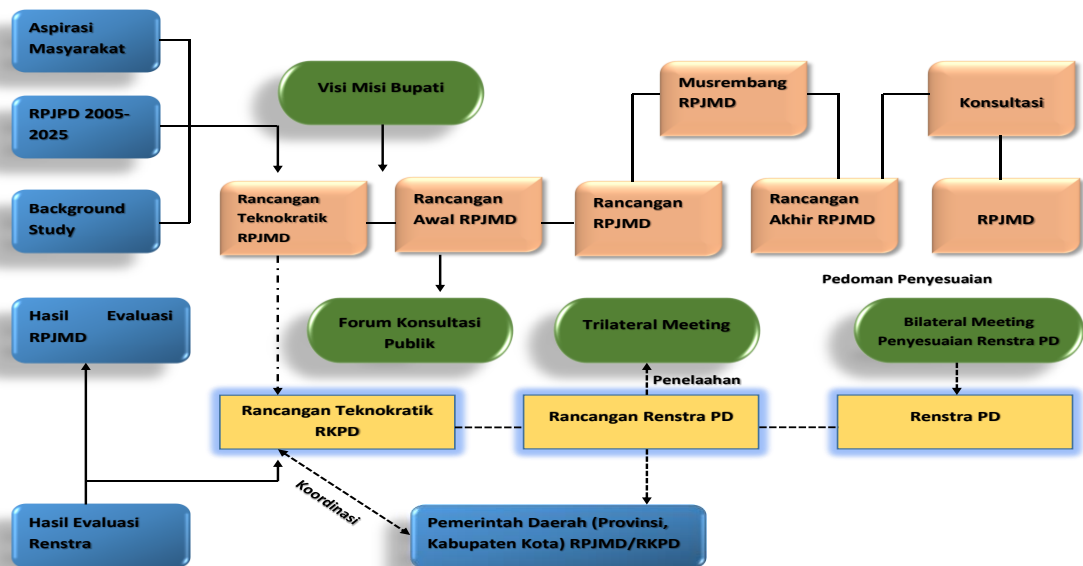 Aspirasi
Masyarakat
RPJPD 2005-
2025
Background
Study
Visi Misi Bupati
Musrembang
RPJMD
Konsultasi
Rancangan
Teknokratik
RPJMD
Rancangan
Awal RPJMD
Rancangan
RPJMD
Rancangan
Akhir RPJMD
RPJMD
Pedoman Penyesuaian
Hasil Evaluasi
RPJMD
Forum Konsultasi
Publik
Trilateral Meeting
Bilateral Meeting
Penyesuaian Renstra PD
Penelaahan
Rancangan Teknokratik
RKPD
Rancangan Renstra PD
Renstra PD
Koordinasi
Hasil Evaluasi
Renstra
Pemerintah Daerah (Provinsi,
Kabupaten Kota) RPJMD/RKPD